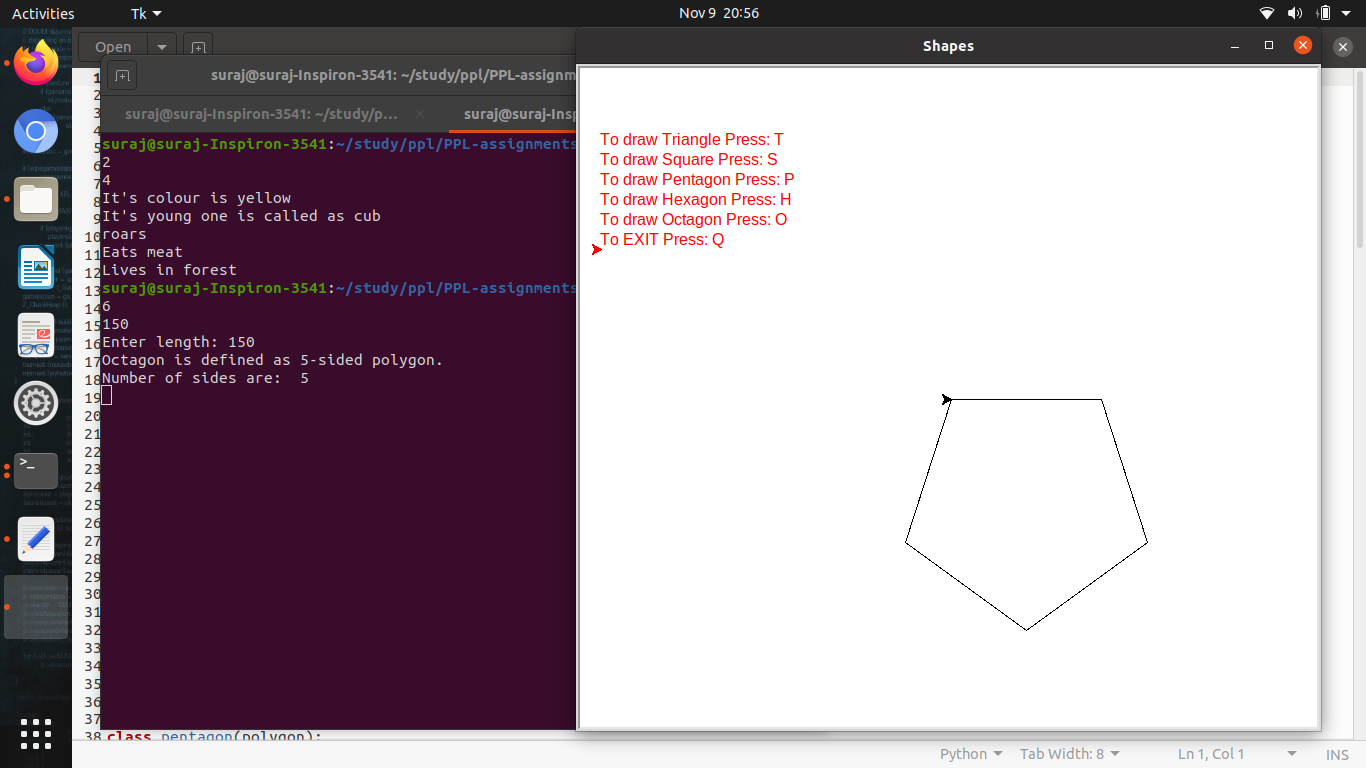 Activities
Tk
Nov 9 20:56
Open
Shapes
suraj@suraj-Inspiron-3541: ~/study/ppl/PPL-assignm
suraj@suraj-Inspiron-3541: ~/study/p...
suraj@suraj-Insp
suraj@suraj-Inspiron-3541:~/study/ppl/PPL-assignments
2
4
It's colour is yellow
It's young one is called as cub
roars
Eats meat
Lives in forest
suraj@suraj-Inspiron-3541:~/study/ppl/PPL-assignments
6
150
Enter length: 150
Octagon is defined as 5-sided polygon.
Number of sides are:  5
To draw Triangle Press: T
To draw Square Press: S
To draw Pentagon Press: P
To draw Hexagon Press: H
To draw Octagon Press: O
To EXIT Press: Q
1
2
3
4
5
6
7
8
9
10
11
12
13
14
15
16
17
18
19
20
21
22
23
24
25
26
27
28
29
30
31
32
33
34
35
36
37
38 class pentagon(polygon):
Python
Tab Width: 8
Ln 1, Col 1
INS